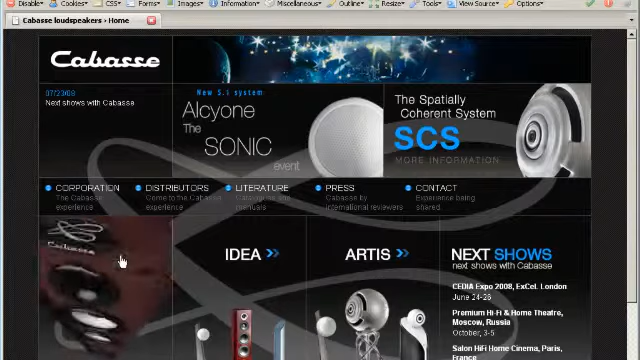 Disable▾ Cookies▾ CSS▾ Forms▾ Images▾ Information▾ Miscellaneous▾ Outline▾ Resize▾ Tools▾ View Source▾ Options▾
Cabasse loudspeakers › Home
Cabasse
07/23/08
Next shows with Cabasse
New 5.1 system
Alcyone
The
SONIC
event
The Spatially
Coherent System
SCS
MORE INFORMATION
CORPORATION
The Cabasse
experience
DISTRIBUTORS
Come to the Cabasse
experience
LITERATURE
manuals
PRESS
Cabasse by
international reviewers
CONTACT
Experience being
shared.
Cabasse
IDEA »
ARTIS »
NEXT SHOWS
next shows with Cabasse
CEDIA Expo 2008, ExCel. London
June 24-26
Premium Hi-Fi & Home Theatre,
Moscow, Russia
October, 3-5
Salon HiFi Home Cinema, Paris,
France